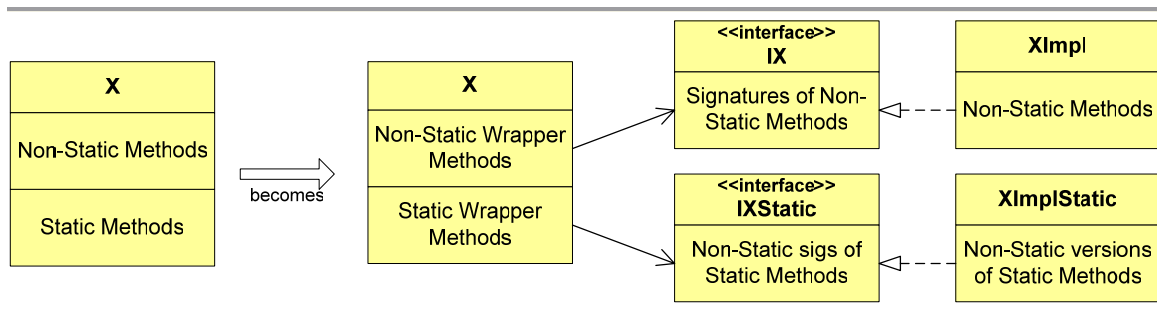 X
Non-Static Methods
Static Methods
becomes
X
Non-Static Wrapper
Methods
Static Wrapper
Methods
<<interface>>
IX
Signatures of Non-
Static Methods
XImpl
Non-Static Methods
<<interface>>
IXStatic
Non-Static sigs of
Static Methods
XImplStatic
Non-Static versions
of Static Methods